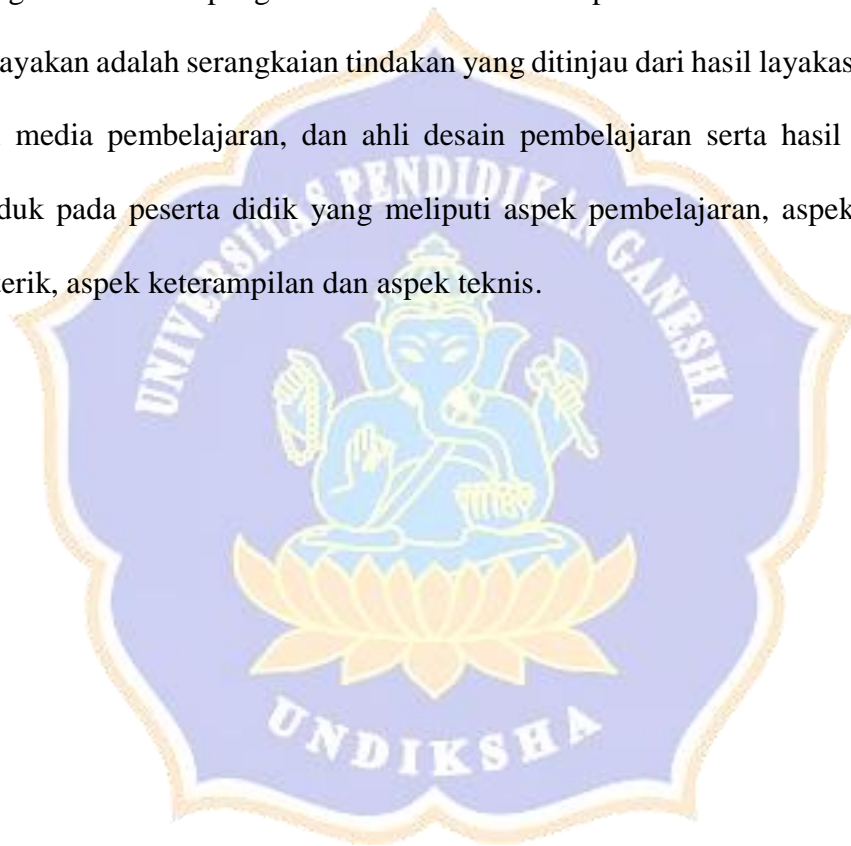 ayakan adalah serangkaian tindakan yang ditinjau dari hasil layakas
media pembelajaran, dan ahli desain pembelajaran serta hasil
duk pada peserta didik yang meliputi aspek pembelajaran, aspek
erik, aspek keterampilan dan aspek teknis.
UNIVERSITAS PENDIDIKAN GANESHA
UNDIKSHA